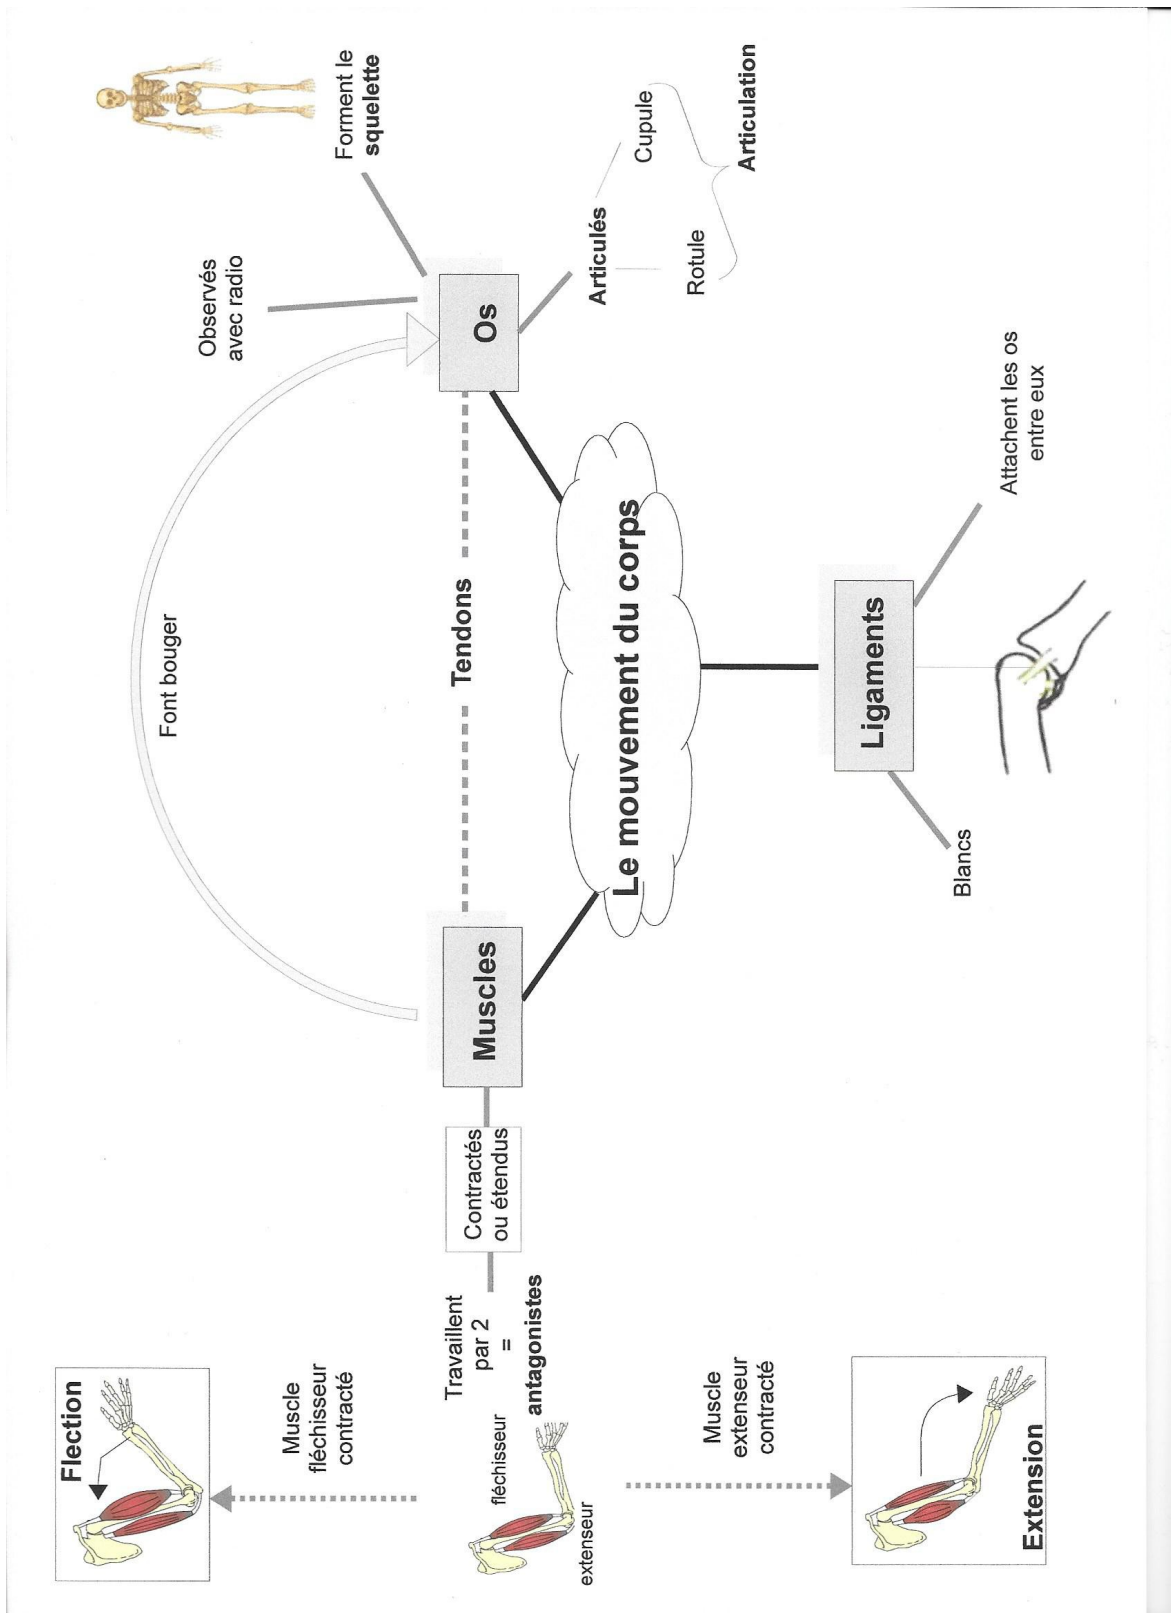 Flection
Muscle
fléchisseur
contracté
fléchisseur
extenseur
Muscle
extenseur
contracté
Extension
Travaillent
par 2
=
antagonistes
Contractés
ou étendus
Muscles
Font bouger
Tendons
Le mouvement du corps
Os
Observés
avec radio
Forment le
squelette
Articulés
Rotule
Cupule
Articulation
Ligaments
Blancs
Attachent les os
entre eux